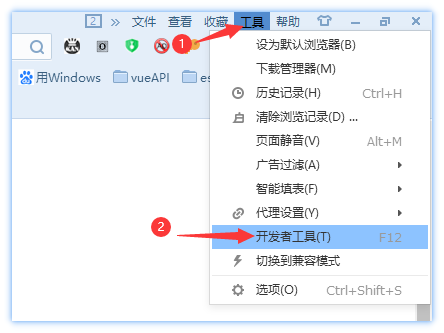 2 » 文件 查看 收藏 工具 帮助
1
用Windows vueAPI es
设为默认浏览器(B)
下载管理器(M)
历史记录(H) Ctrl+H
清除浏览记录(D) ...
页面静音(V) Alt+M
广告过滤(A)
智能填表(F)
代理设置(Y)
2
开发者工具(T) F12
切换到兼容模式
选项(O) Ctrl+Shift+S